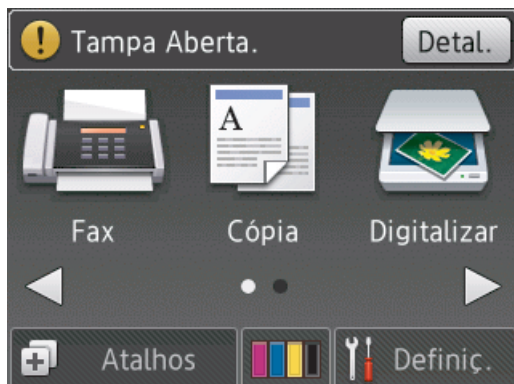 Tampa Aberta.
Detal.
A
Fax
Cópia
Digitalizar
Atalhos
Definiç.